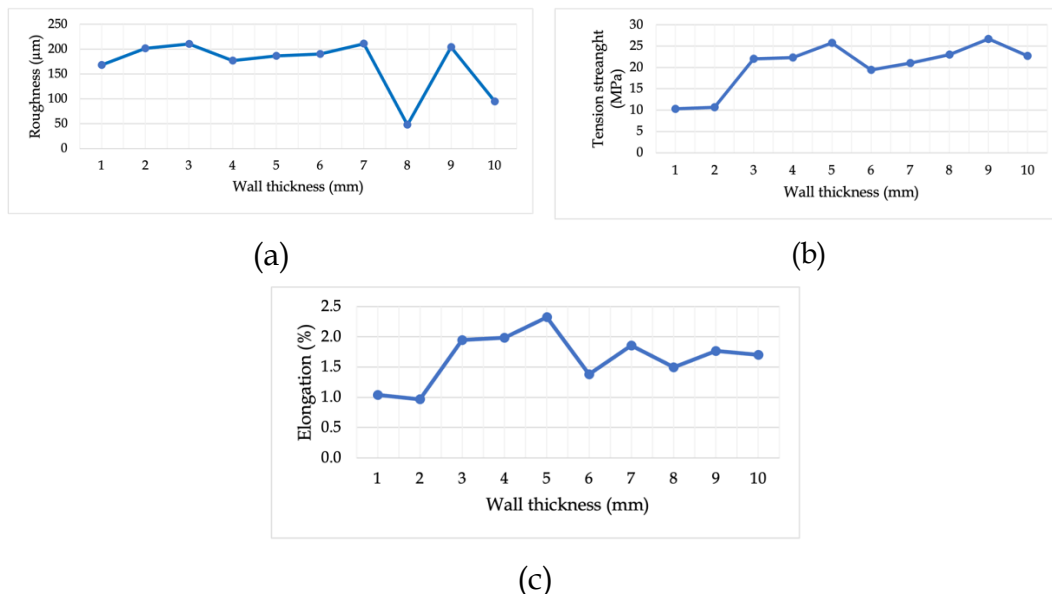 250
200
150
100
50
0
Roughness (µm)
1 2 3 4 5 6 7 8 9 10
Wall thickness (mm)
(a)
30
25
20
15
10
5
0
Tension streanght
(MPa)
1 2 3 4 5 6 7 8 9 10
Wall thickness (mm)
(b)
2.5
2.0
1.5
1.0
0.5
0.0
Elongation (%)
1 2 3 4 5 6 7 8 9 10
Wall thickness (mm)
(c)